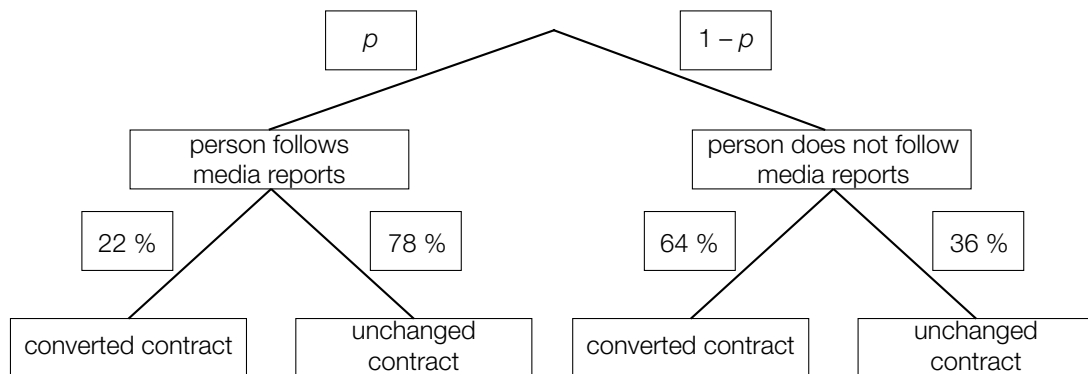 p
1 – p
person follows
media reports
person does not follow
media reports
22 %
78 %
64 %
36 %
converted contract
unchanged
contract
converted contract
unchanged
contract